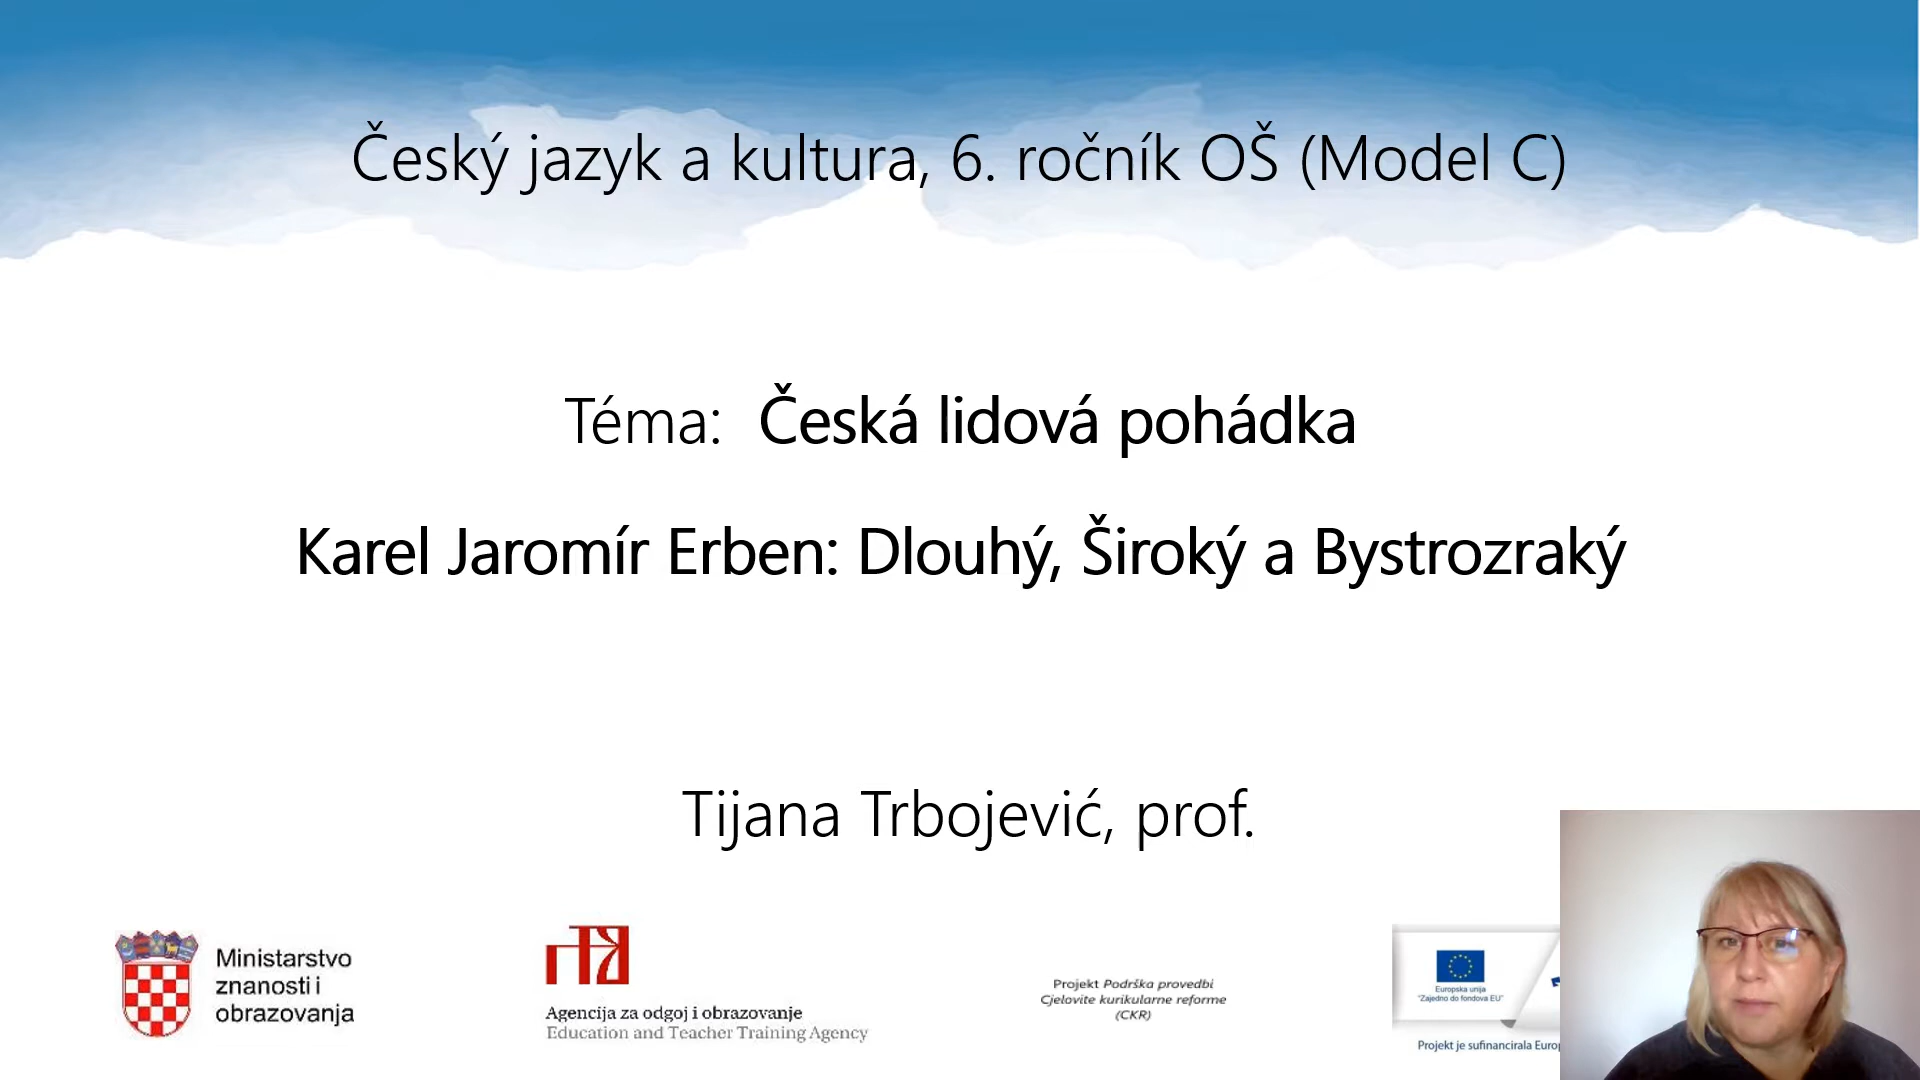 Český jazyk a kultura, 6. ročník OŠ (Model C)
Téma: Česká lidová pohádka
Karel Jaromír Erben: Dlouhý, Široký a Bystrozraký
Tijana Trbojević, prof.
Ministarstvo
znanosti i
obrazovanja
Agencija za odgoj i obrazovanje
Education and Teacher Training Agency
Projekt Podrška provedbi
Cjelovite kurikularne reforme
(CKR)
Europska unija
"Zajedno do fondova EU"
Projekt je sufinancirala Europ